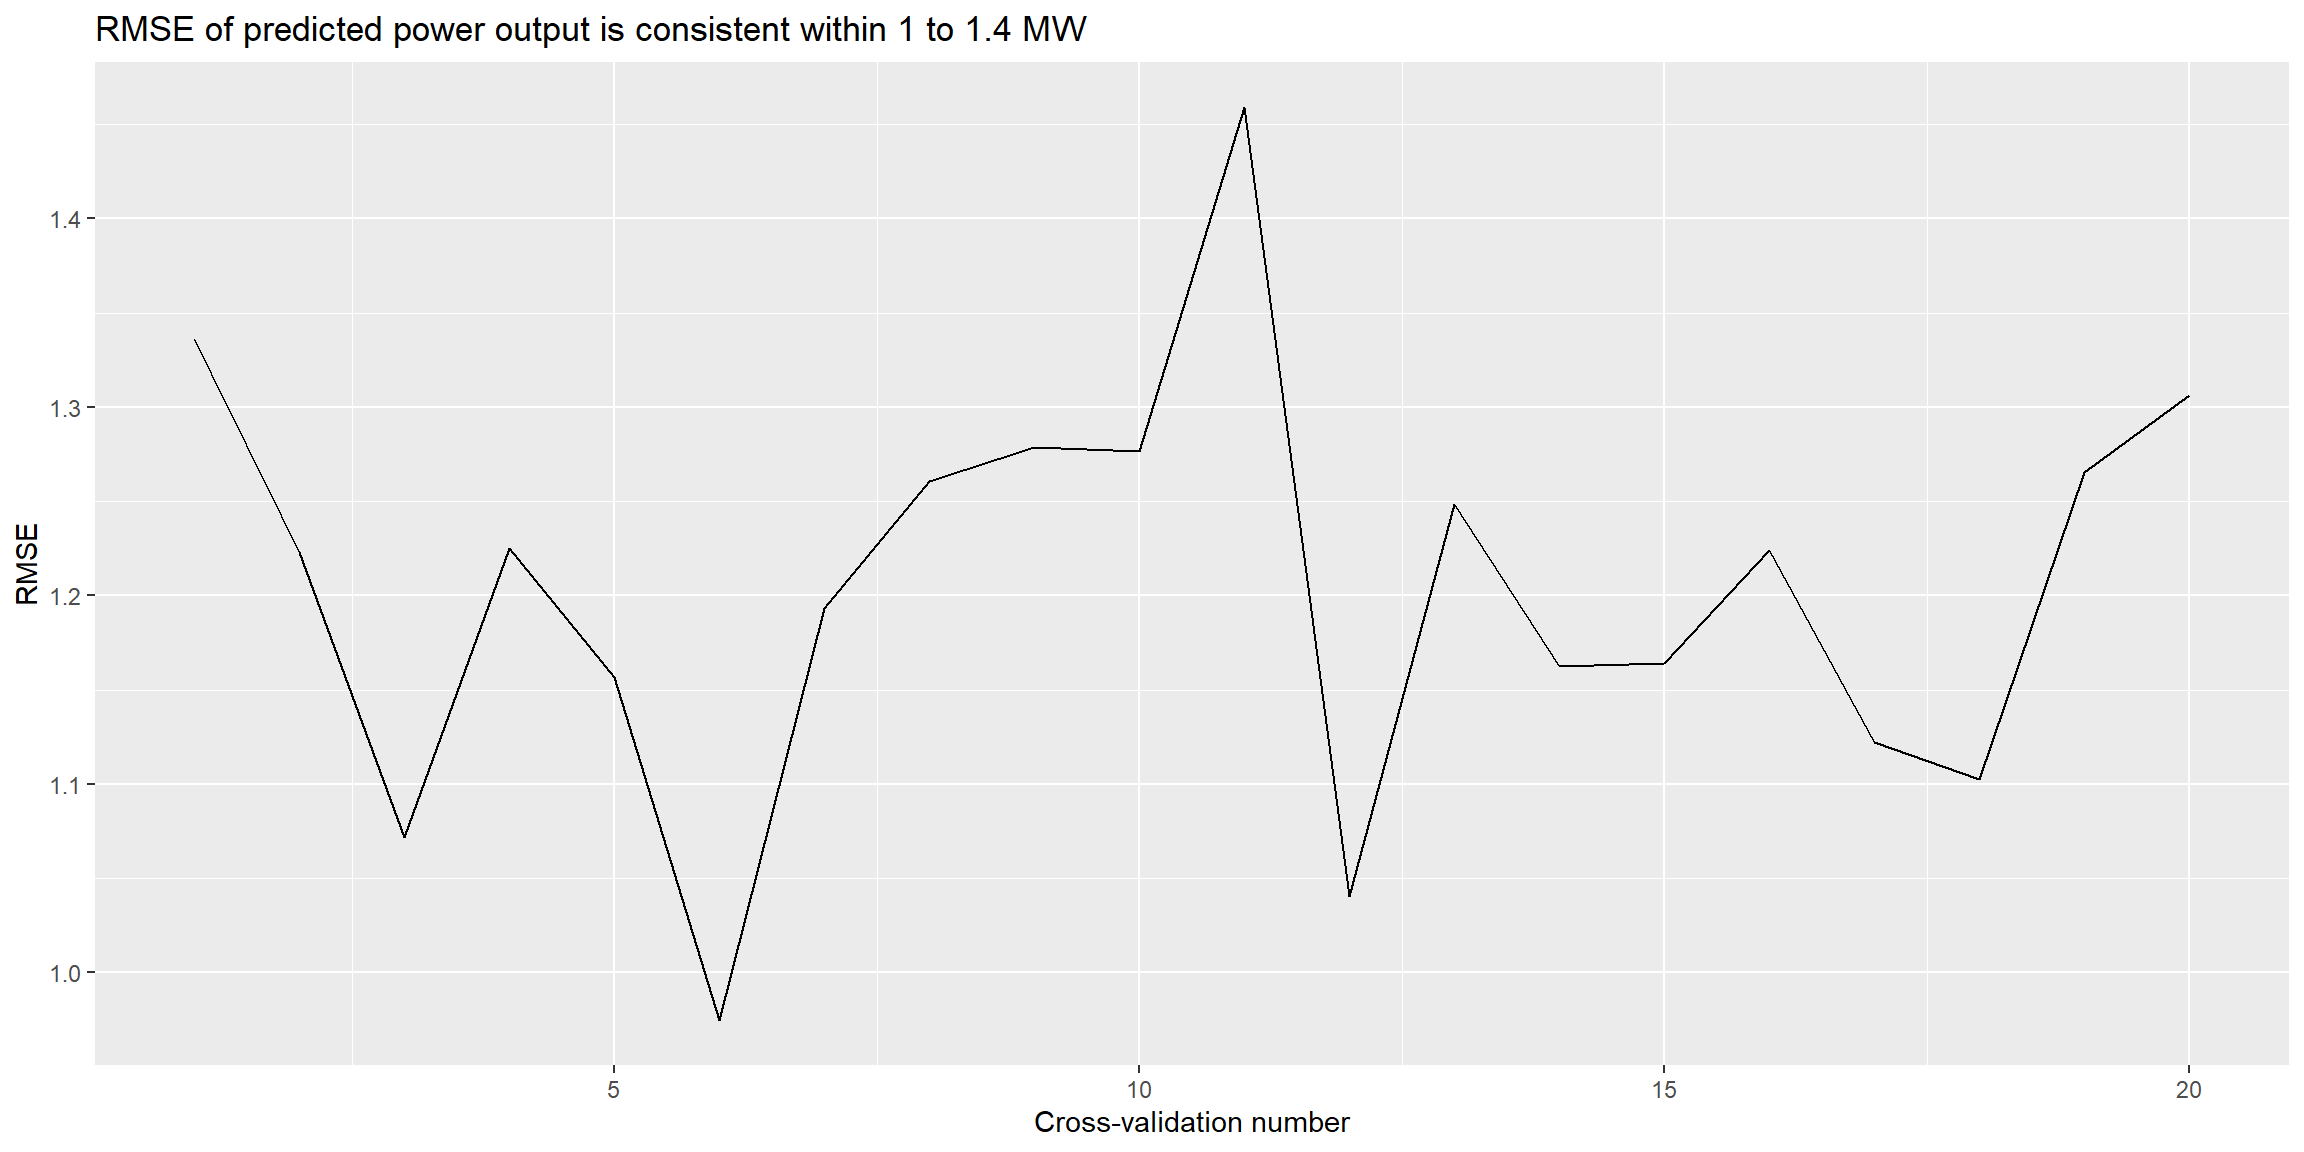 RMSE of predicted power output is consistent within 1 to 1.4 MW
RMSE
1.4
1.3
1.2
1.1
1.0
5 10 15 20
Cross-validation number